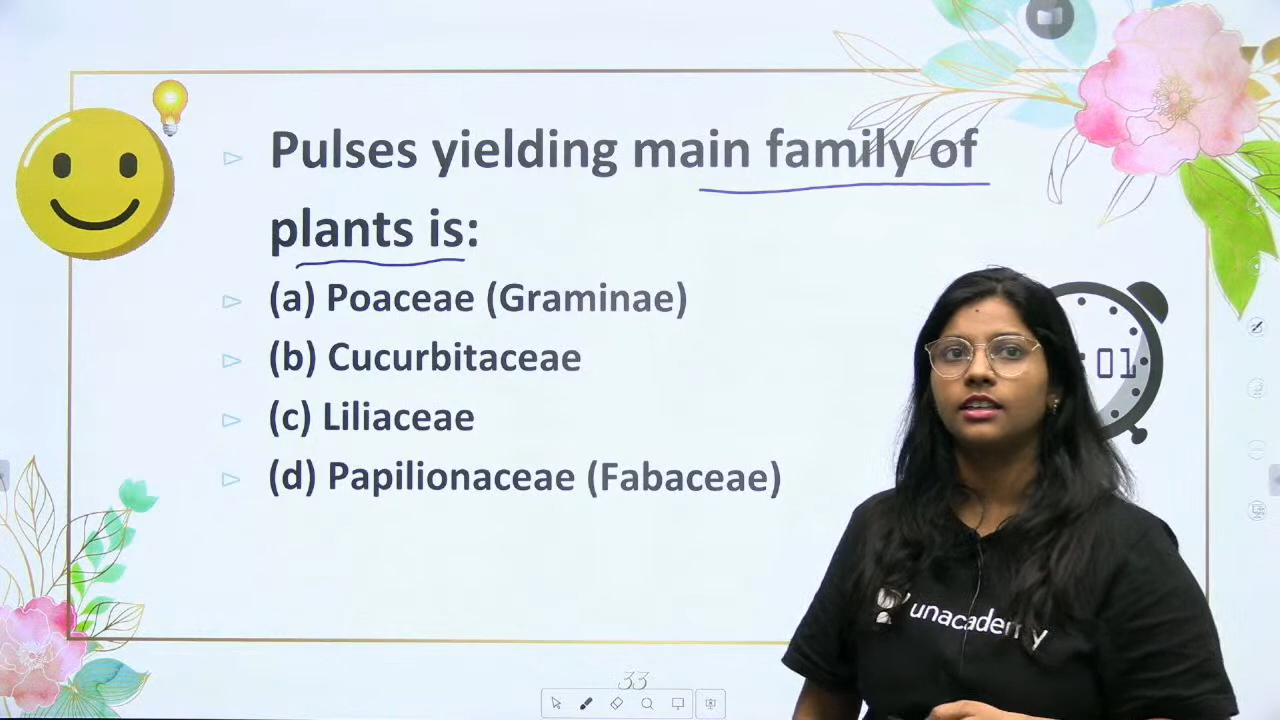 Pulses yielding main family of
plants is:
(a) Poaceae (Graminae)
(b) Cucurbitaceae
(c) Liliaceae
(d) Papilionaceae (Fabaceae)
:01
unacademy
33